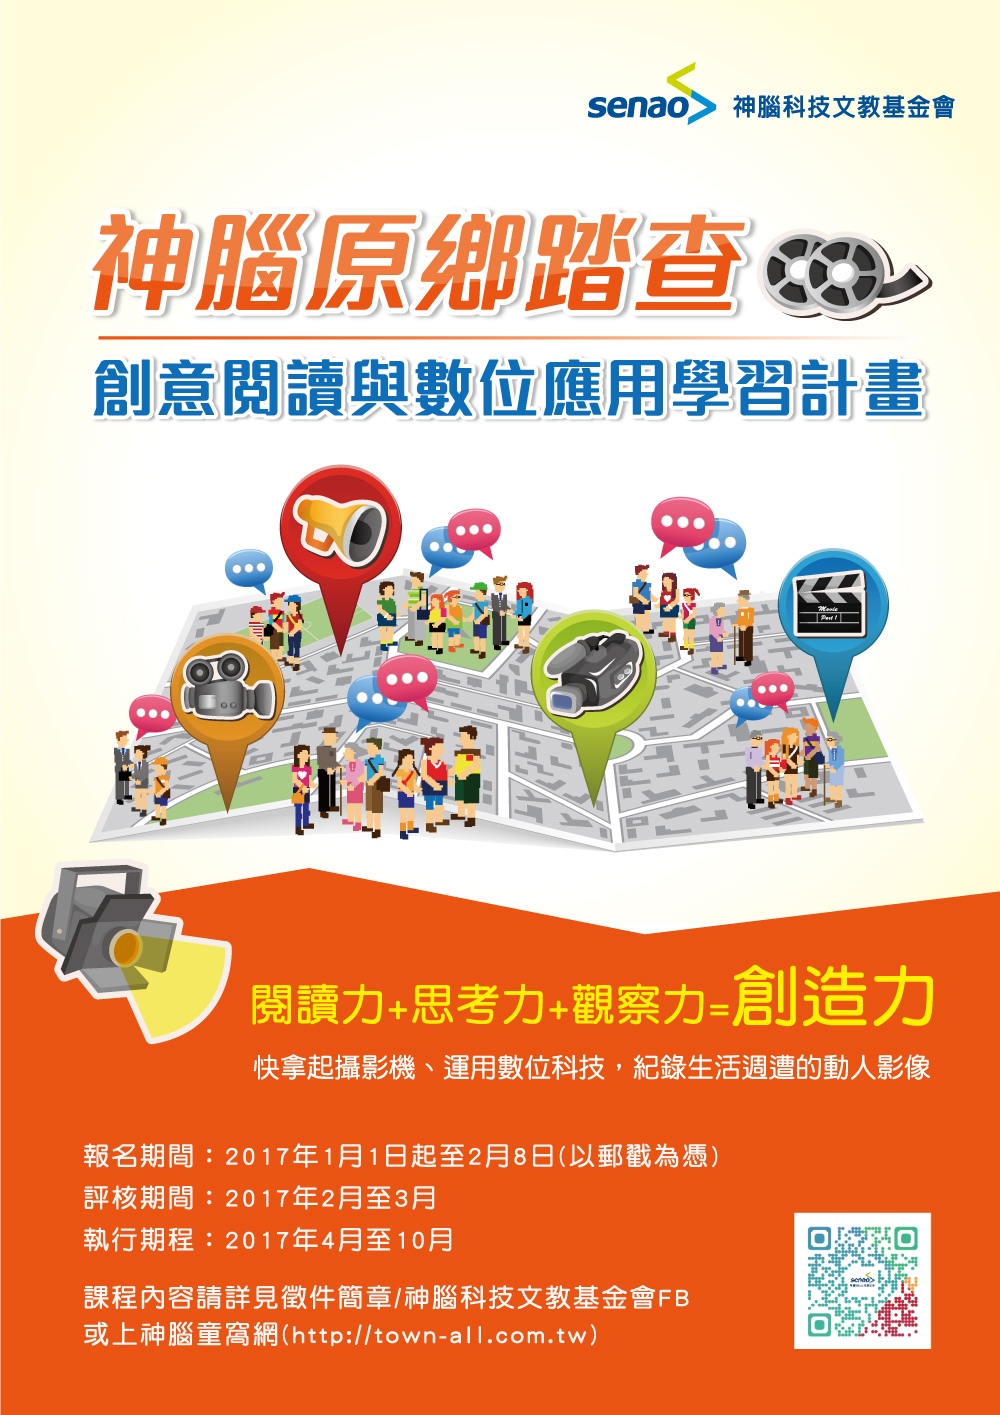 senao 神腦科技文教基金會
神腦原鄉踏查
創意閱讀與數位應用學習計畫
Movie
Part 1
閱讀力+思考力+觀察力=創造力
快拿起攝影機、運用數位科技，紀錄生活週遭的動人影像
報名期間：2017年1月1日起至2月8日(以郵戳為憑)
評核期間：2017年2月至3月
執行期程：2017年4月至10月
課程內容請詳見徵件簡章/神腦科技文教基金會FB
或上神腦童窩網(http://town-all.com.tw)
senao